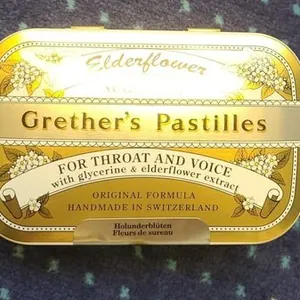 Elderflower
Grether's Pastilles
FOR THROAT AND VOICE
with glycerine & elderflower extract
ORIGINAL FORMULA
HANDMADE IN SWITZERLAND
Holunderblüten
Fleurs de sureau